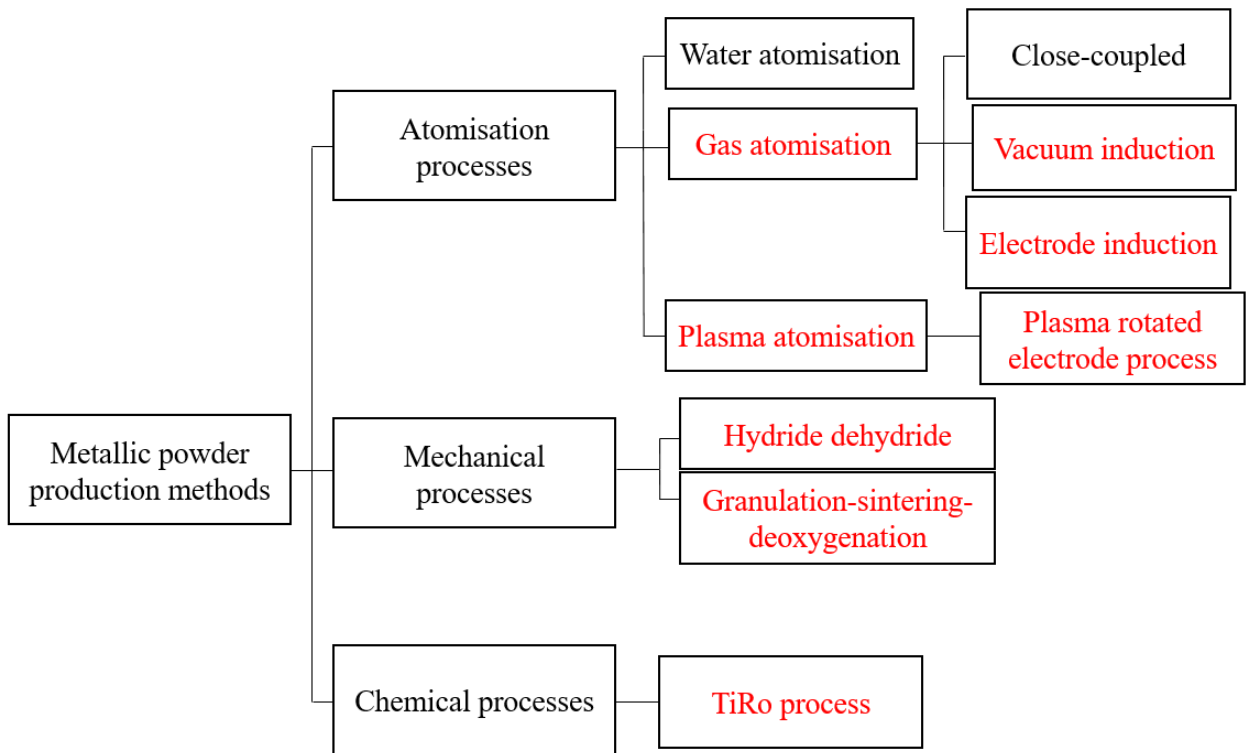 Metallic powder
production methods
Atomisation
processes
Water atomisation
Gas atomisation
Close-coupled
Vacuum induction
Electrode induction
Plasma atomisation
Plasma rotated
electrode process
Mechanical
processes
Hydride dehydride
Granulation-sintering-
deoxygenation
Chemical processes
TiRo process